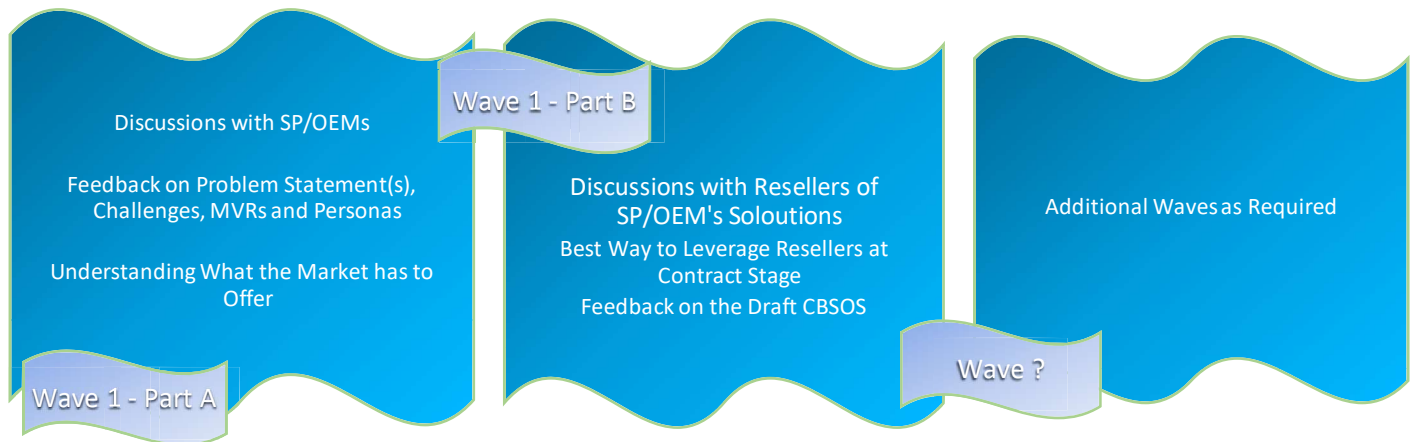 Discussions with SP/OEMs
Feedback on Problem Statement(s),
Challenges, MVRs and Personas
Understanding What the Market has to
Offer
Wave 1 - Part A
Wave 1 - Part B
Discussions with Resellers of
SP/OEM's Soloutions
Best Way to Leverage Resellers at
Contract Stage
Feedback on the Draft CBSOS
Wave ?
Additional Waves as Required